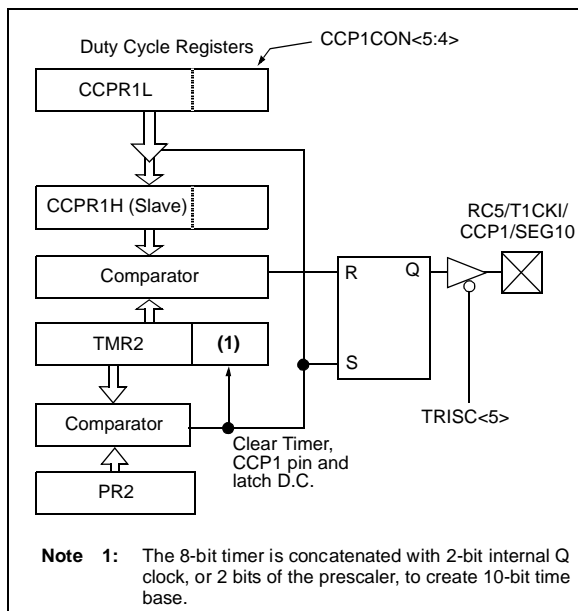 Duty Cycle Registers
CCP1CON<5:4>
CCPR1L
CCPR1H (Slave)
RC5/T1CKI/
CCP1/SEG10
Comparator
R
Q
TMR2
(1)
S
Comparator
TRISC<5>
Clear Timer,
CCP1 pin and
latch D.C.
PR2
Note 1: The 8-bit timer is concatenated with 2-bit internal Q
clock, or 2 bits of the prescaler, to create 10-bit time
base.